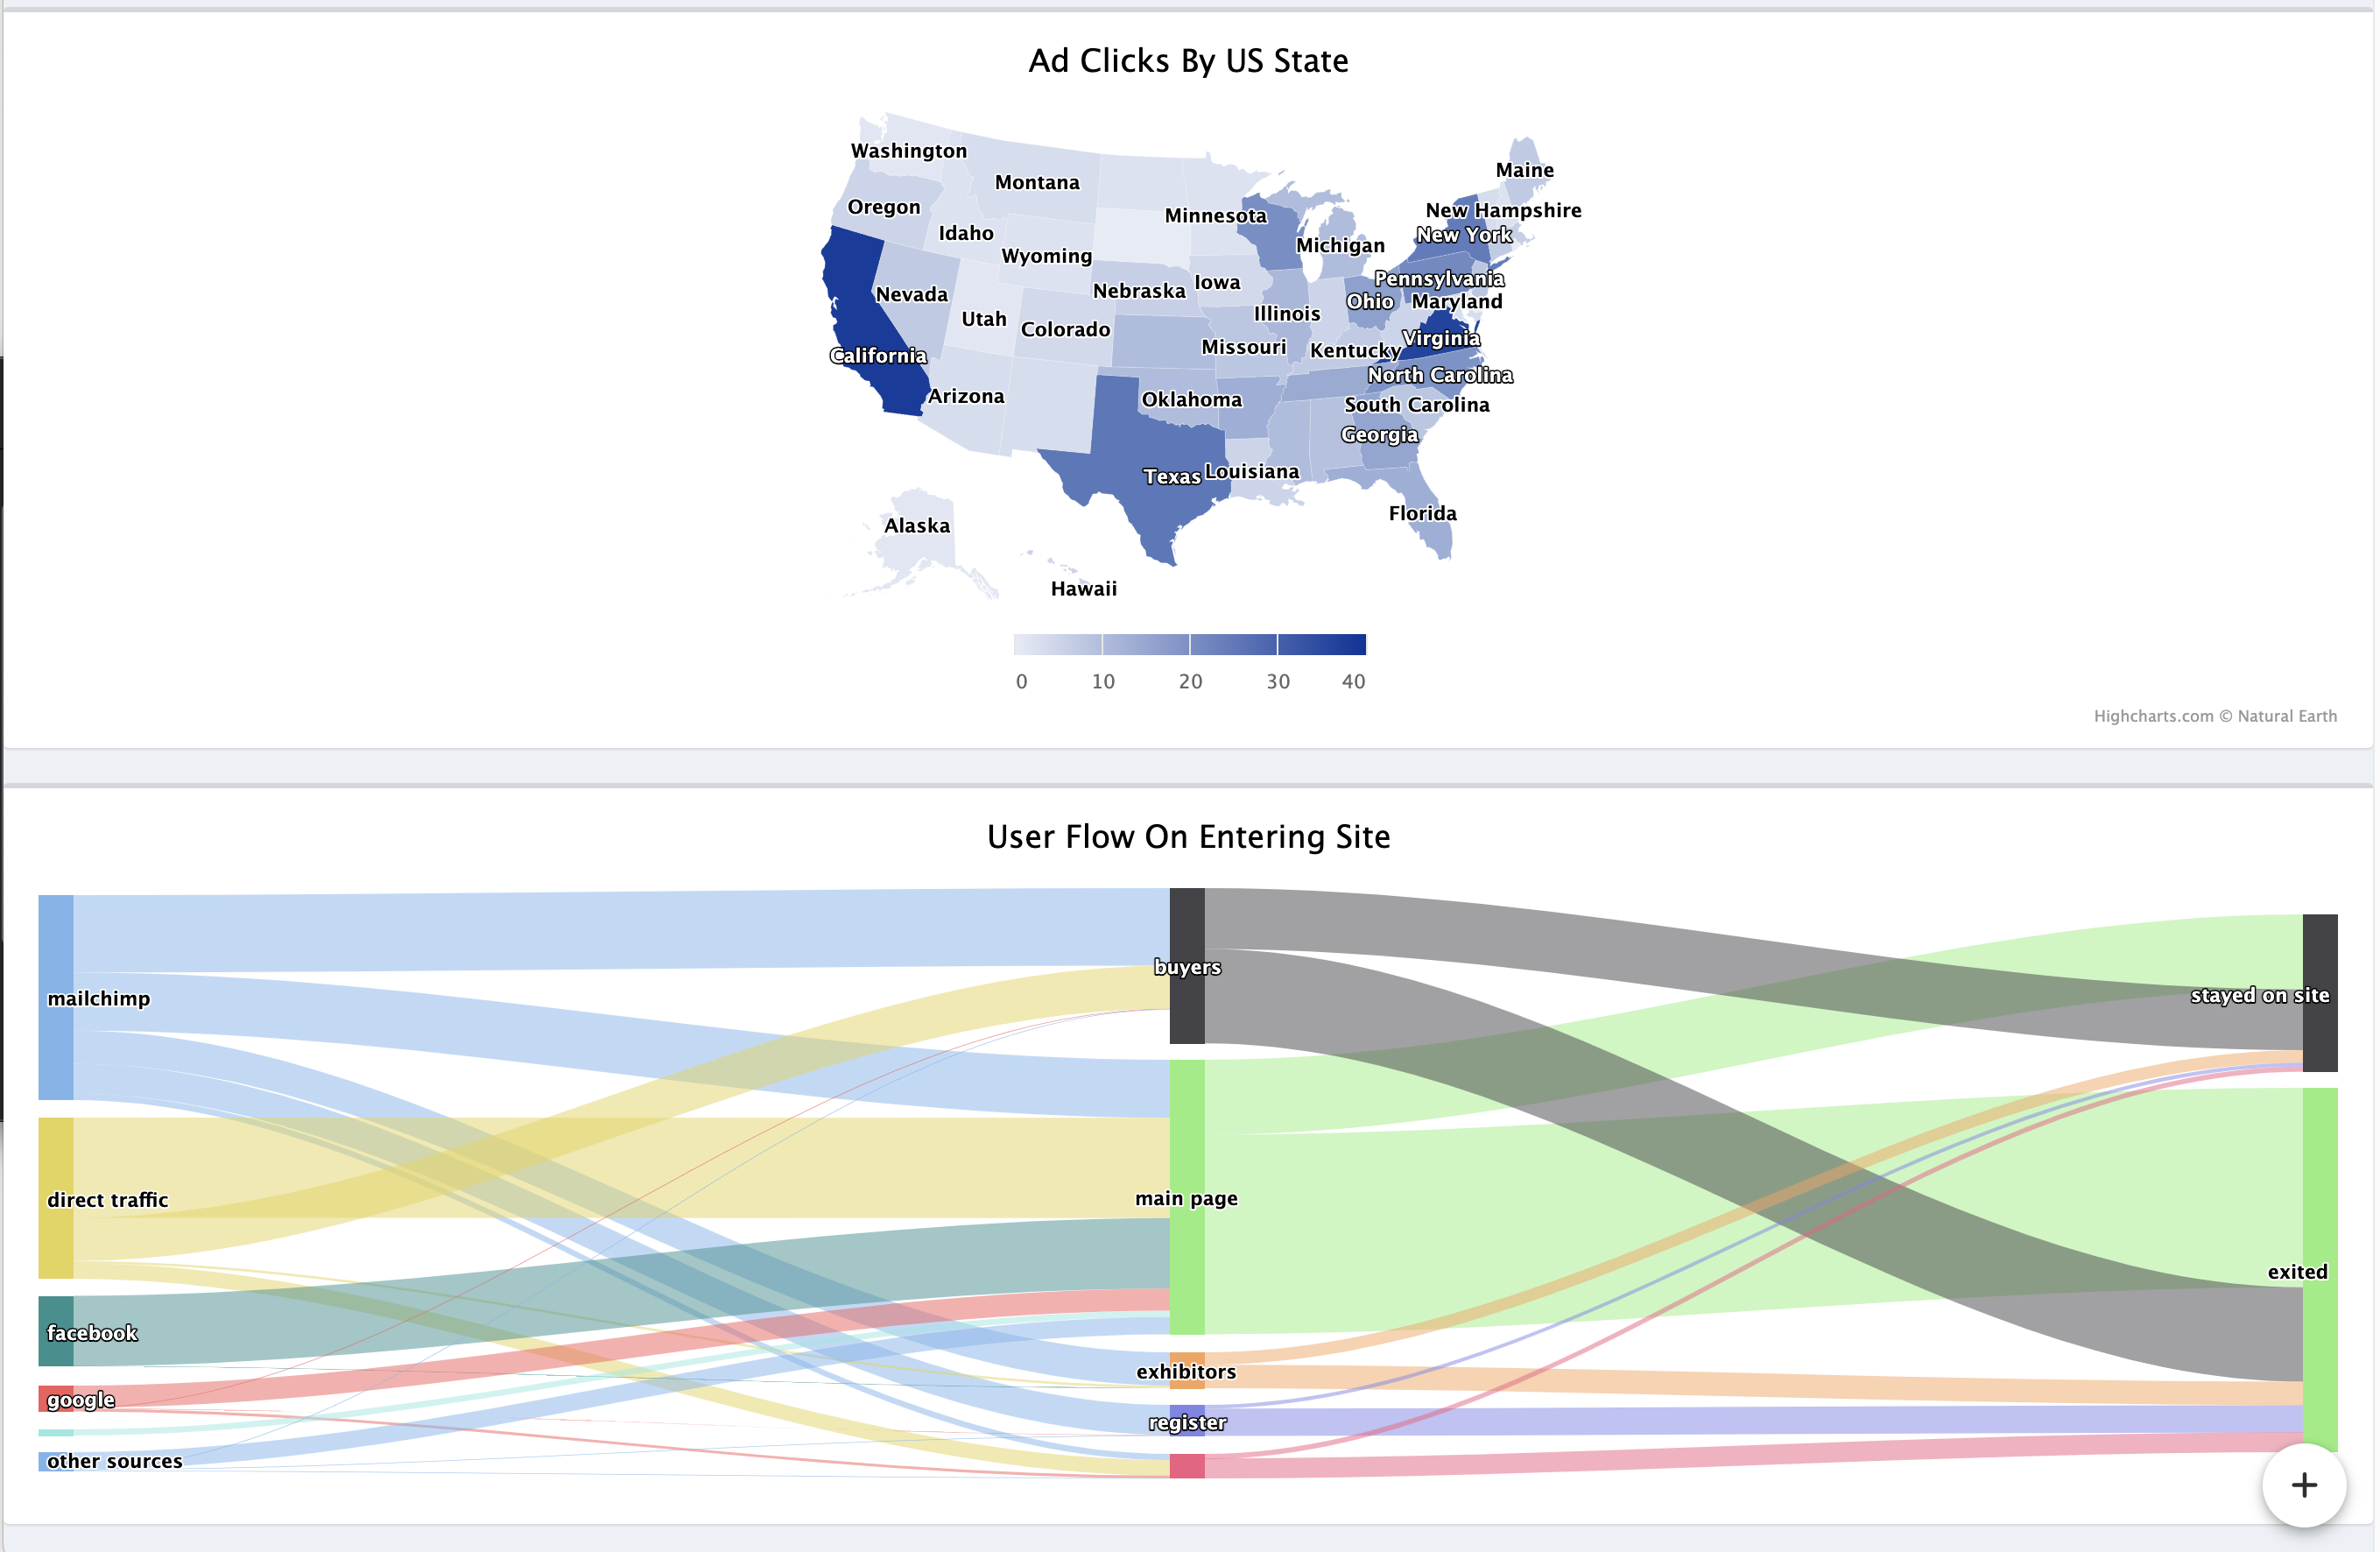 Ad Clicks By US State
Washington
Maine
Montana
Oregon
New Hampshire
Minnesota
Idaho
New York
Michigan
Wyoming
Pennsylvania
Iowa
Nebraska
Nevada
Ohio
Maryland
Illinois
Utah
Colorado
Virginia
Missouri
Kentucky
California
North Carolina
Arizona
Oklahoma
South Carolina
Georgia
Louisiana
Texas
Florida
Alaska
Hawaii
0 10 20 30 40
Highcharts.com © Natural Earth
User Flow On Entering Site
buyers
stayed on site
mailchimp
main page
direct traffic
exited
facebook
exhibitors
google
register
other sources
+